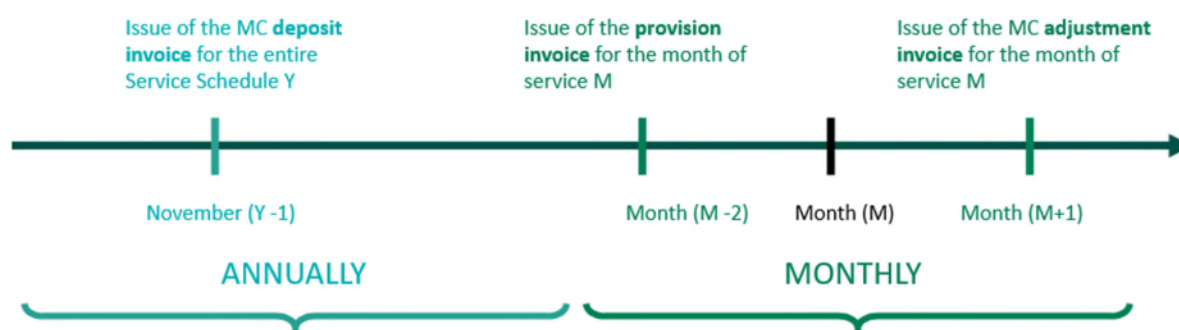 Issue of the MC deposit
invoice for the entire
Service Schedule Y
Issue of the provision
invoice for the month of
service M
Issue of the MC adjustment
invoice for the month of
service M
November (Y -1)
Month (M -2)
Month (M)
Month (M+1)
ANNUALLY
MONTHLY